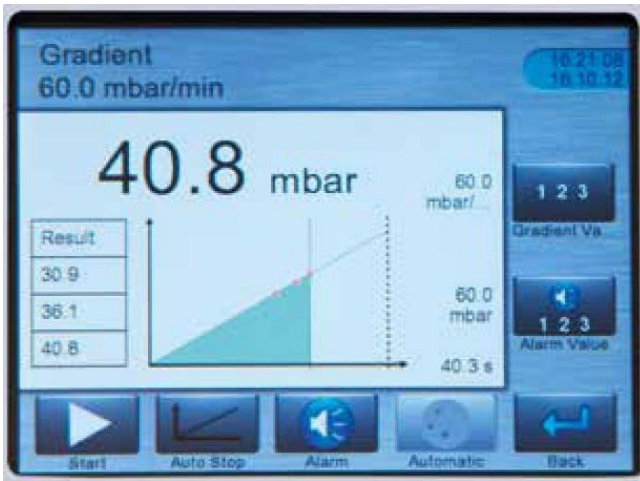 Gradient
60.0 mbar/min
16:21:08
16.10.12
40.8 mbar
60.0
mbar/...
Result
30.9
36.1
40.8
60.0
mbar
40.3 s
1 2 3
Gradient Va...
1 2 3
Alarm Value
Start
Auto Stop
Alarm
Automatic
Back